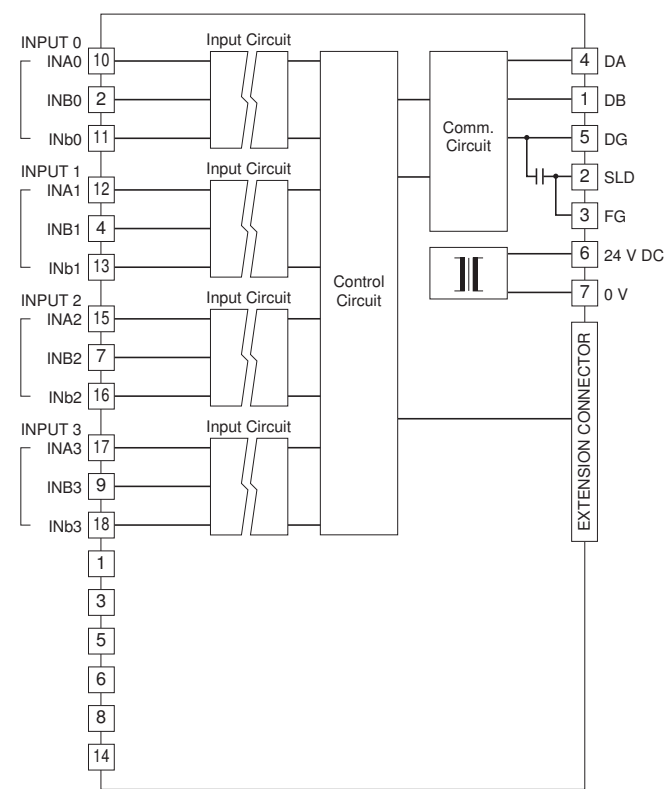 INPUT 0
INA0 10
INB0 2
INb0 11
Input Circuit
INPUT 1
INA1 12
INB1 4
INb1 13
Input Circuit
INPUT 2
INA2 15
INB2 7
INb2 16
Input Circuit
INPUT 3
INA3 17
INB3 9
INb3 18
Input Circuit
1
3
5
6
8
14
Control
Circuit
Comm.
Circuit
4 DA
1 DB
5 DG
2 SLD
3 FG
6 24 V DC
7 0 V
EXTENSION CONNECTOR